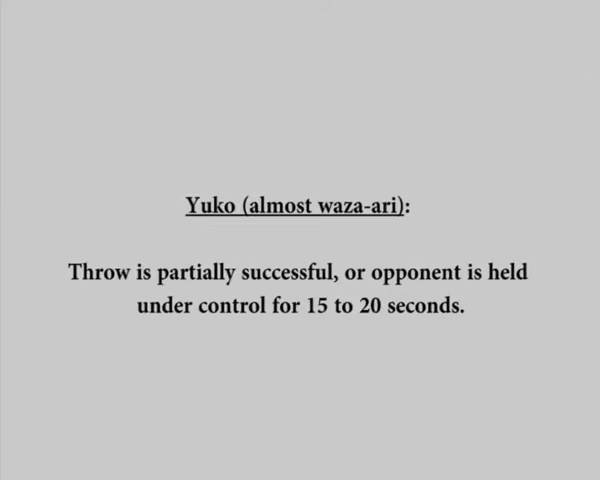 Yuko (almost waza-ari):
Throw is partially successful, or opponent is held
under control for 15 to 20 seconds.